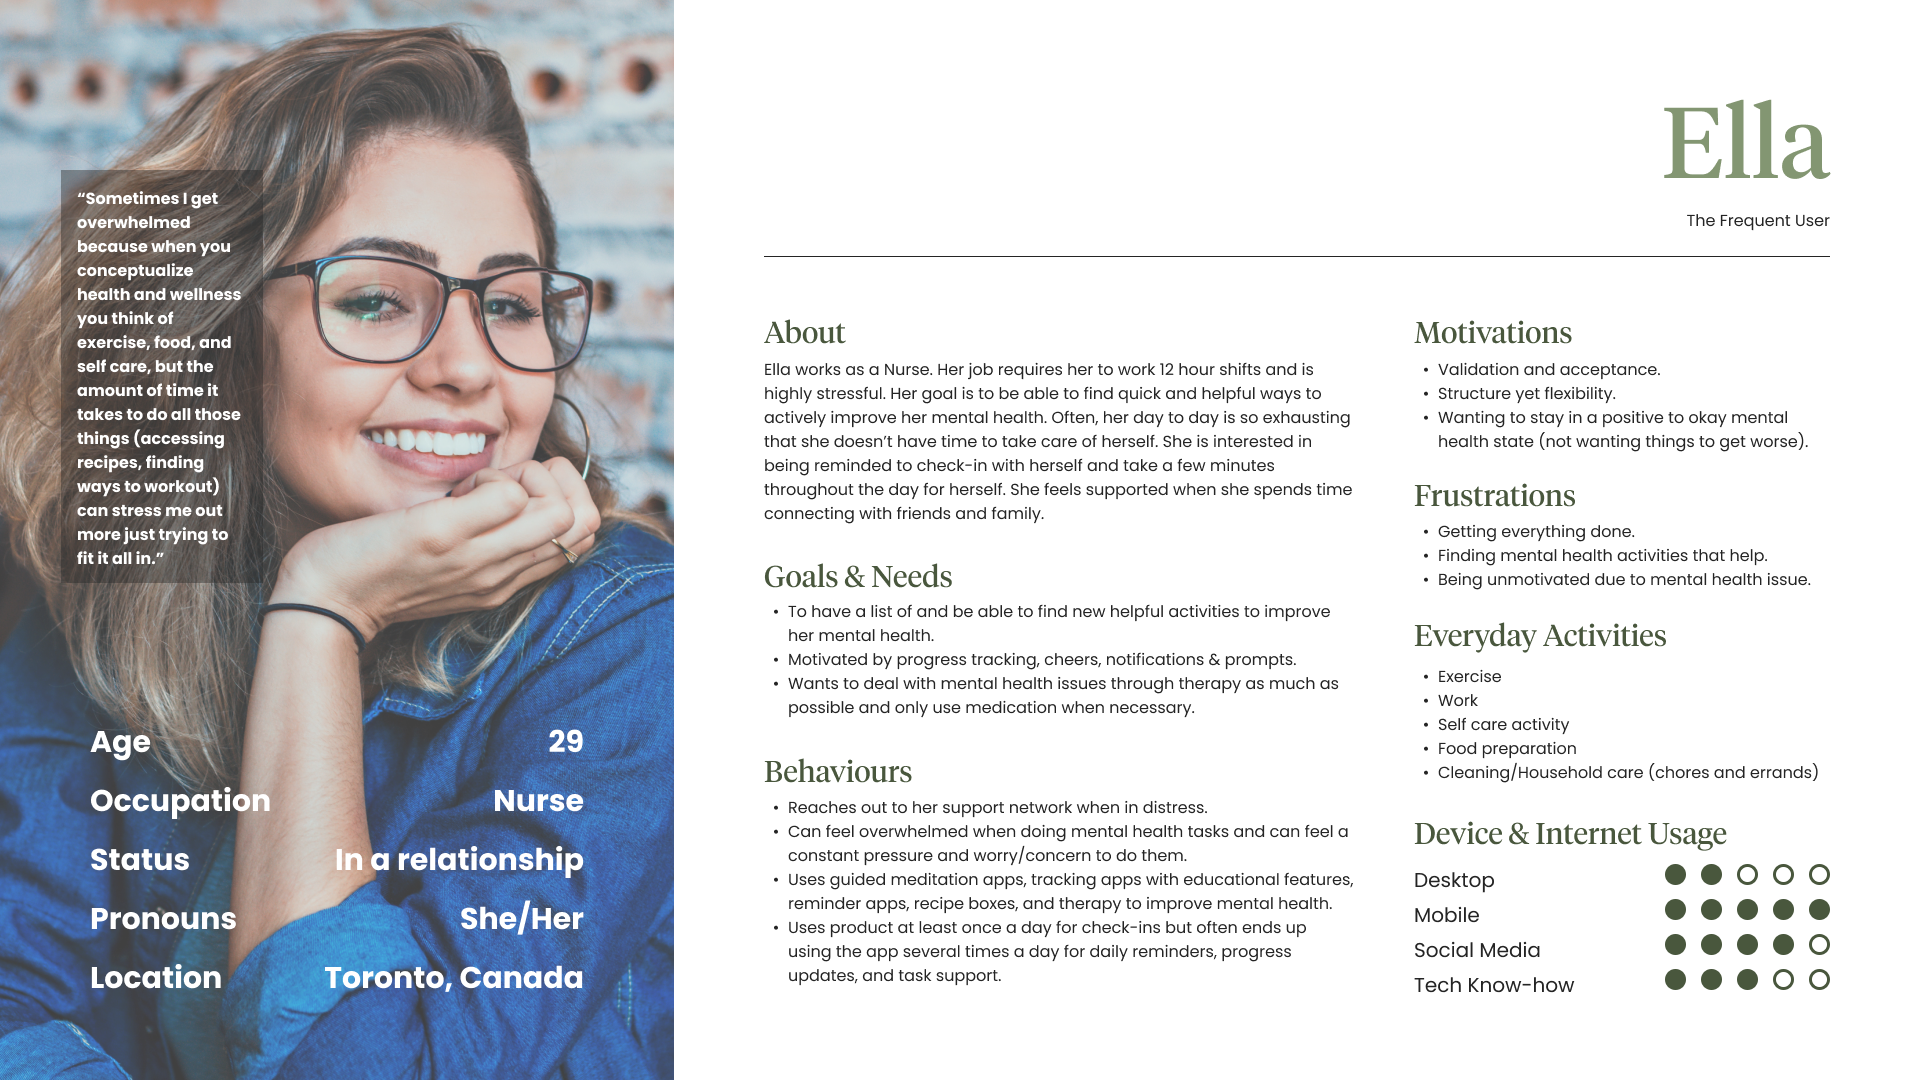 “Sometimes I get
overwhelmed
because when you
conceptualize
health and wellness
you think of
exercise, food, and
self care, but the
amount of time it
takes to do all those
things (accessing
recipes, finding
ways to workout)
can stress me out
more just trying to
fit it all in.”
Age 29
Occupation Nurse
Status In a relationship
Pronouns She/Her
Location Toronto, Canada
Ella
The Frequent User
About
Ella works as a Nurse. Her job requires her to work 12 hour shifts and is
highly stressful. Her goal is to be able to find quick and helpful ways to
actively improve her mental health. Often, her day to day is so exhausting
that she doesn’t have time to take care of herself. She is interested in
being reminded to check-in with herself and take a few minutes
throughout the day for herself. She feels supported when she spends time
connecting with friends and family.
Goals & Needs
• To have a list of and be able to find new helpful activities to improve
her mental health.
• Motivated by progress tracking, cheers, notifications & prompts.
• Wants to deal with mental health issues through therapy as much as
possible and only use medication when necessary.
Behaviours
• Reaches out to her support network when in distress.
• Can feel overwhelmed when doing mental health tasks and can feel a
constant pressure and worry/concern to do them.
• Uses guided meditation apps, tracking apps with educational features,
reminder apps, recipe boxes, and therapy to improve mental health.
• Uses product at least once a day for check-ins but often ends up
using the app several times a day for daily reminders, progress
updates, and task support.
Motivations
• Validation and acceptance.
• Structure yet flexibility.
• Wanting to stay in a positive to okay mental
health state (not wanting things to get worse).
Frustrations
• Getting everything done.
• Finding mental health activities that help.
• Being unmotivated due to mental health issue.
Everyday Activities
• Exercise
• Work
• Self care activity
• Food preparation
• Cleaning/Household care (chores and errands)
Device & Internet Usage
Desktop
Mobile
Social Media
Tech Know-how